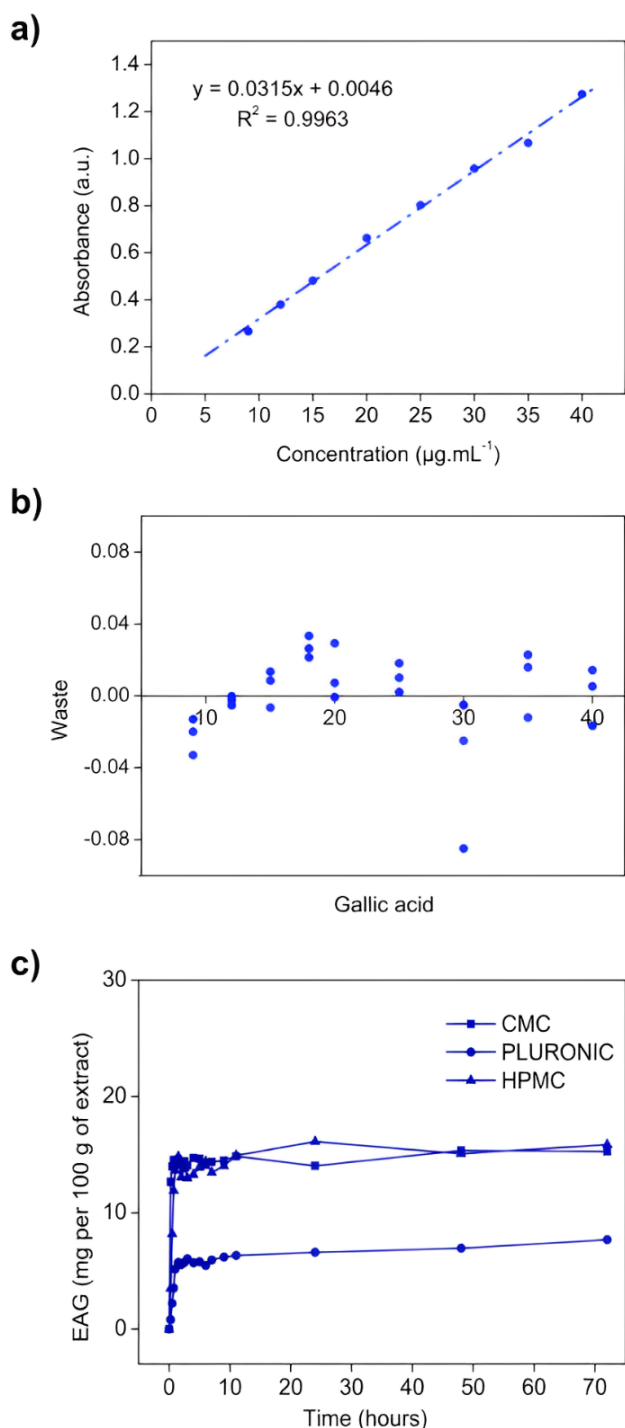 a)
1.4
1.2
1.0
0.8
0.6
0.4
0.2
0.0
y = 0.0315x + 0.0046
R² = 0.9963
Absorbance (a.u.)
0 5 10 15 20 25 30 35 40
Concentration (µg.mL⁻¹)
b)
0.08
0.04
0.00
-0.04
-0.08
10 20 30 40
Waste
Gallic acid
c)
30
20
10
0
CMC
PLURONIC
HPMC
EAG (mg per 100 g of extract)
0 10 20 30 40 50 60 70
Time (hours)